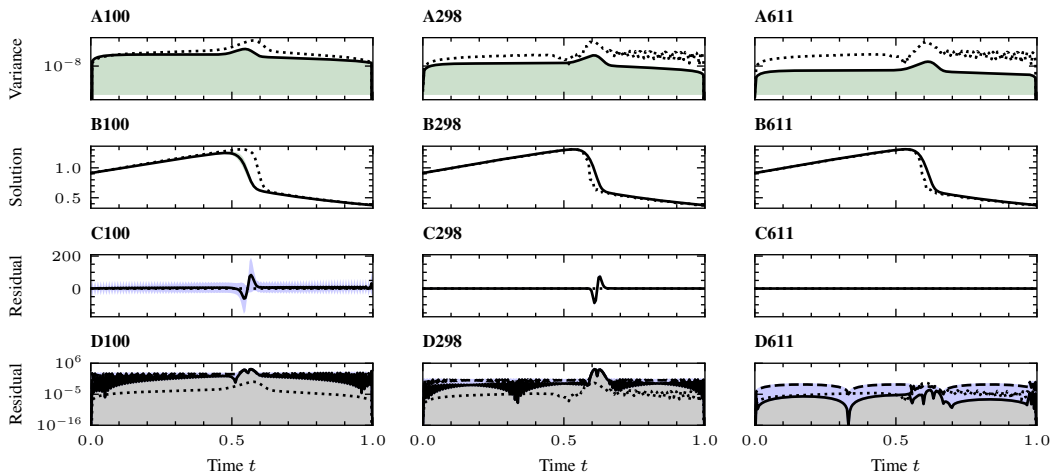 A100 A298 A611
Variance
10⁻⁸
B100 B298 B611
Solution
1.0
0.5
C100 C298 C611
Residual
200
0
D100 D298 D611
Residual
10⁶
10⁻⁵
10⁻¹⁶
0.0 0.5 1.0 0.0 0.5 1.0 0.0 0.5 1.0
Time t Time t Time t